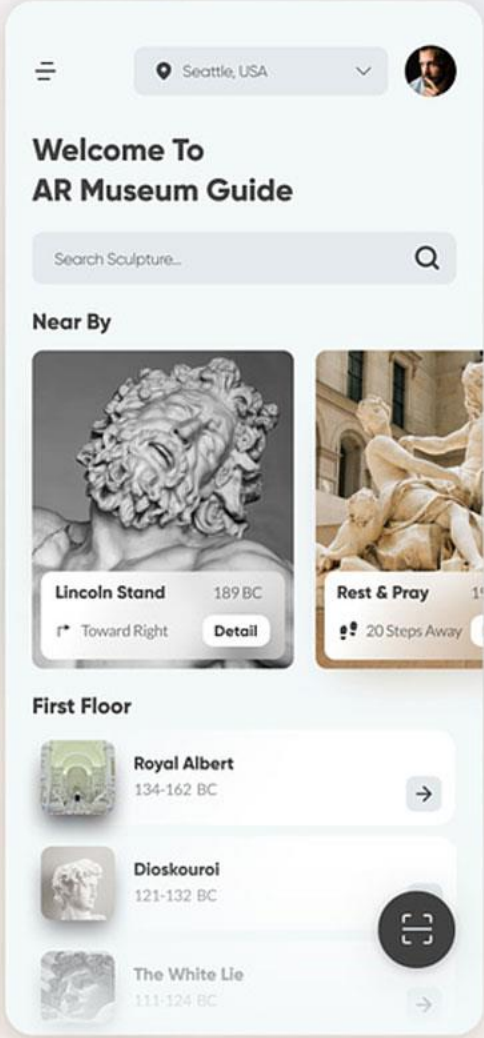 Seattle, USA
Welcome To
AR Museum Guide
Search Sculpture...
Near By
Lincoln Stand 189 BC
Toward Right Detail
Rest & Pray
20 Steps Away
First Floor
Royal Albert
134-162 BC
Dioskouroi
121-132 BC
The White Lie
111-124 BC